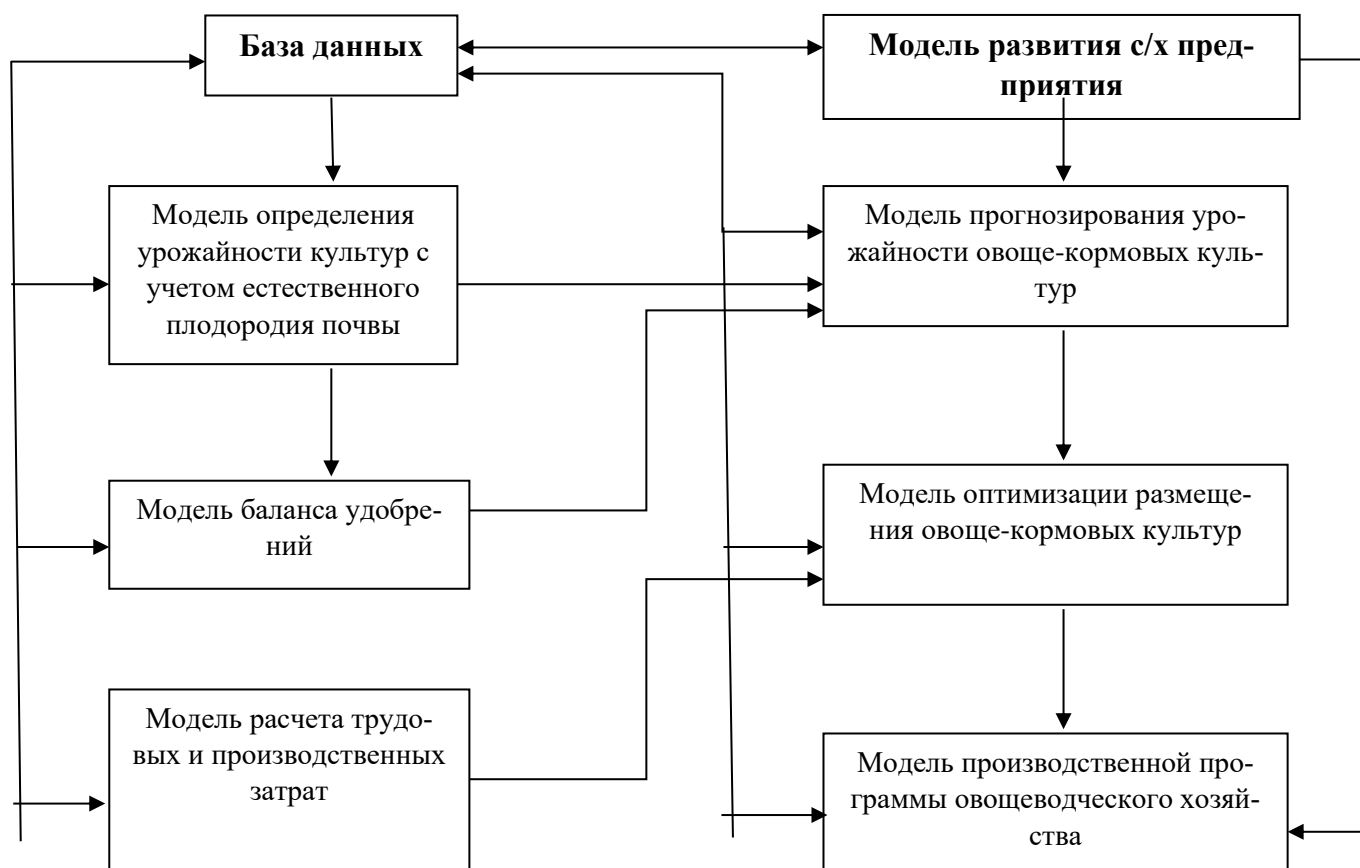 База данных
Модель развития с/х пред-
приятия
Модель определения
урожайности культур с
учетом естественного
плодородия почвы
Модель прогнозирования уро-
жайности овоще-кормовых куль-
тур
Модель баланса удобре-
ний
Модель оптимизации размеще-
ния овоще-кормовых культур
Модель расчета трудо-
вых и производственных
затрат
Модель производственной про-
граммы овощеводческого хозяй-
ства